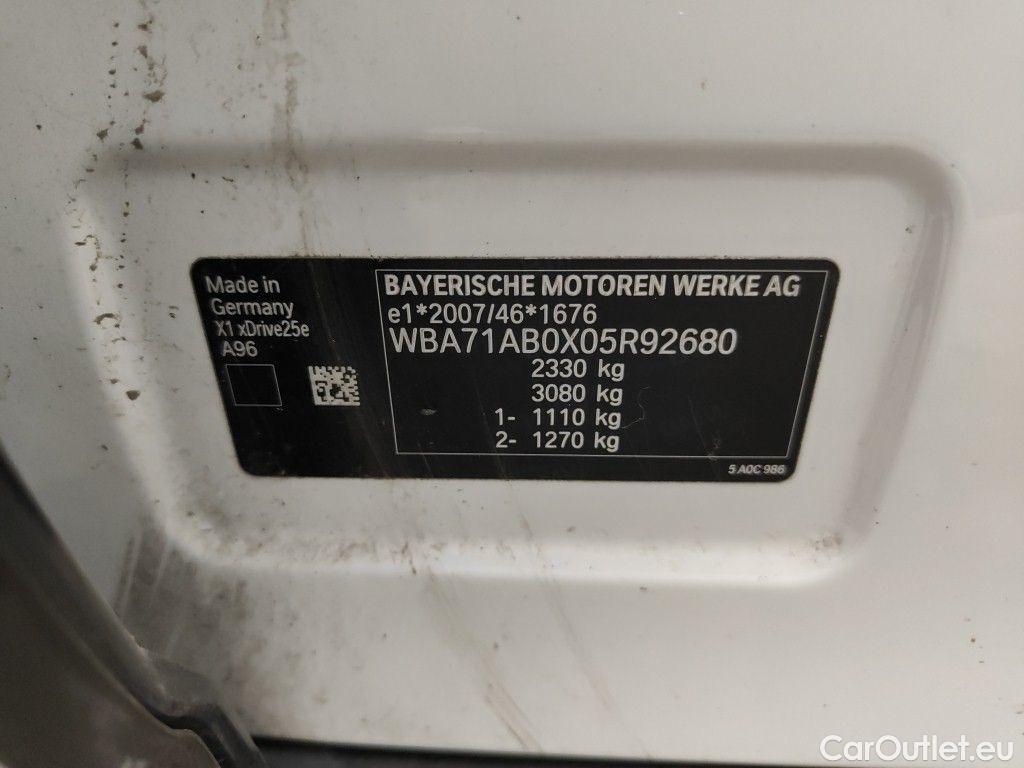 Made in
Germany
X1 xDrive25e
A96
BAYERISCHE MOTOREN WERKE AG
e1*2007/46*1676
WBA71AB0X05R92680
2330 kg
3080 kg
1- 1110 kg
2- 1270 kg
5 A0C 986
CarOutlet.eu